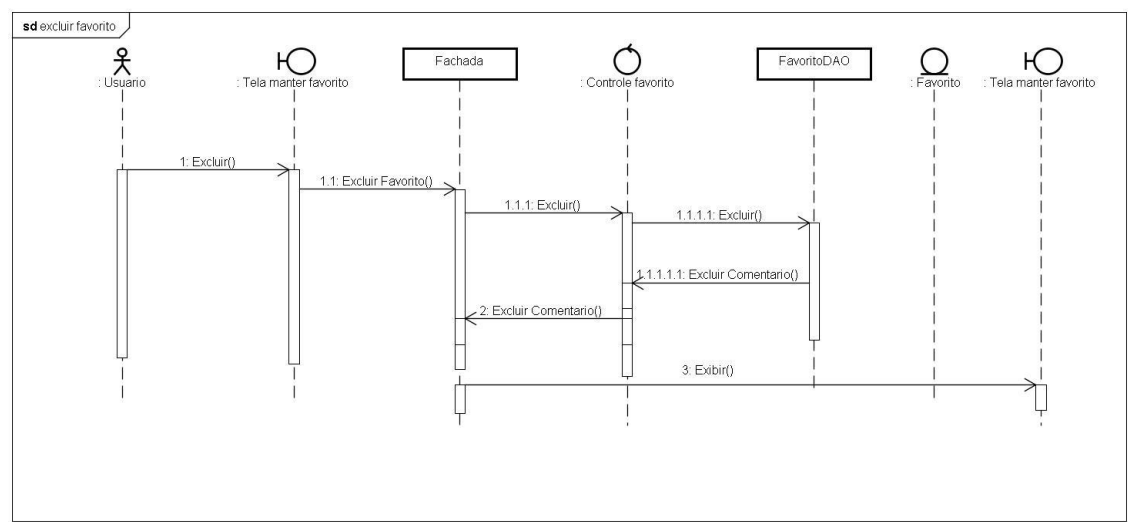 sd excluir favorito
: Usuario
: Tela manter favorito
Fachada
: Controle favorito
FavoritoDAO
: Favorito
: Tela manter favorito
1: Excluir()
1.1: Excluir Favorito()
1.1.1: Excluir()
1.1.1.1: Excluir()
1.1.1.1.1: Excluir Comentario()
2: Excluir Comentario()
3: Exibir()